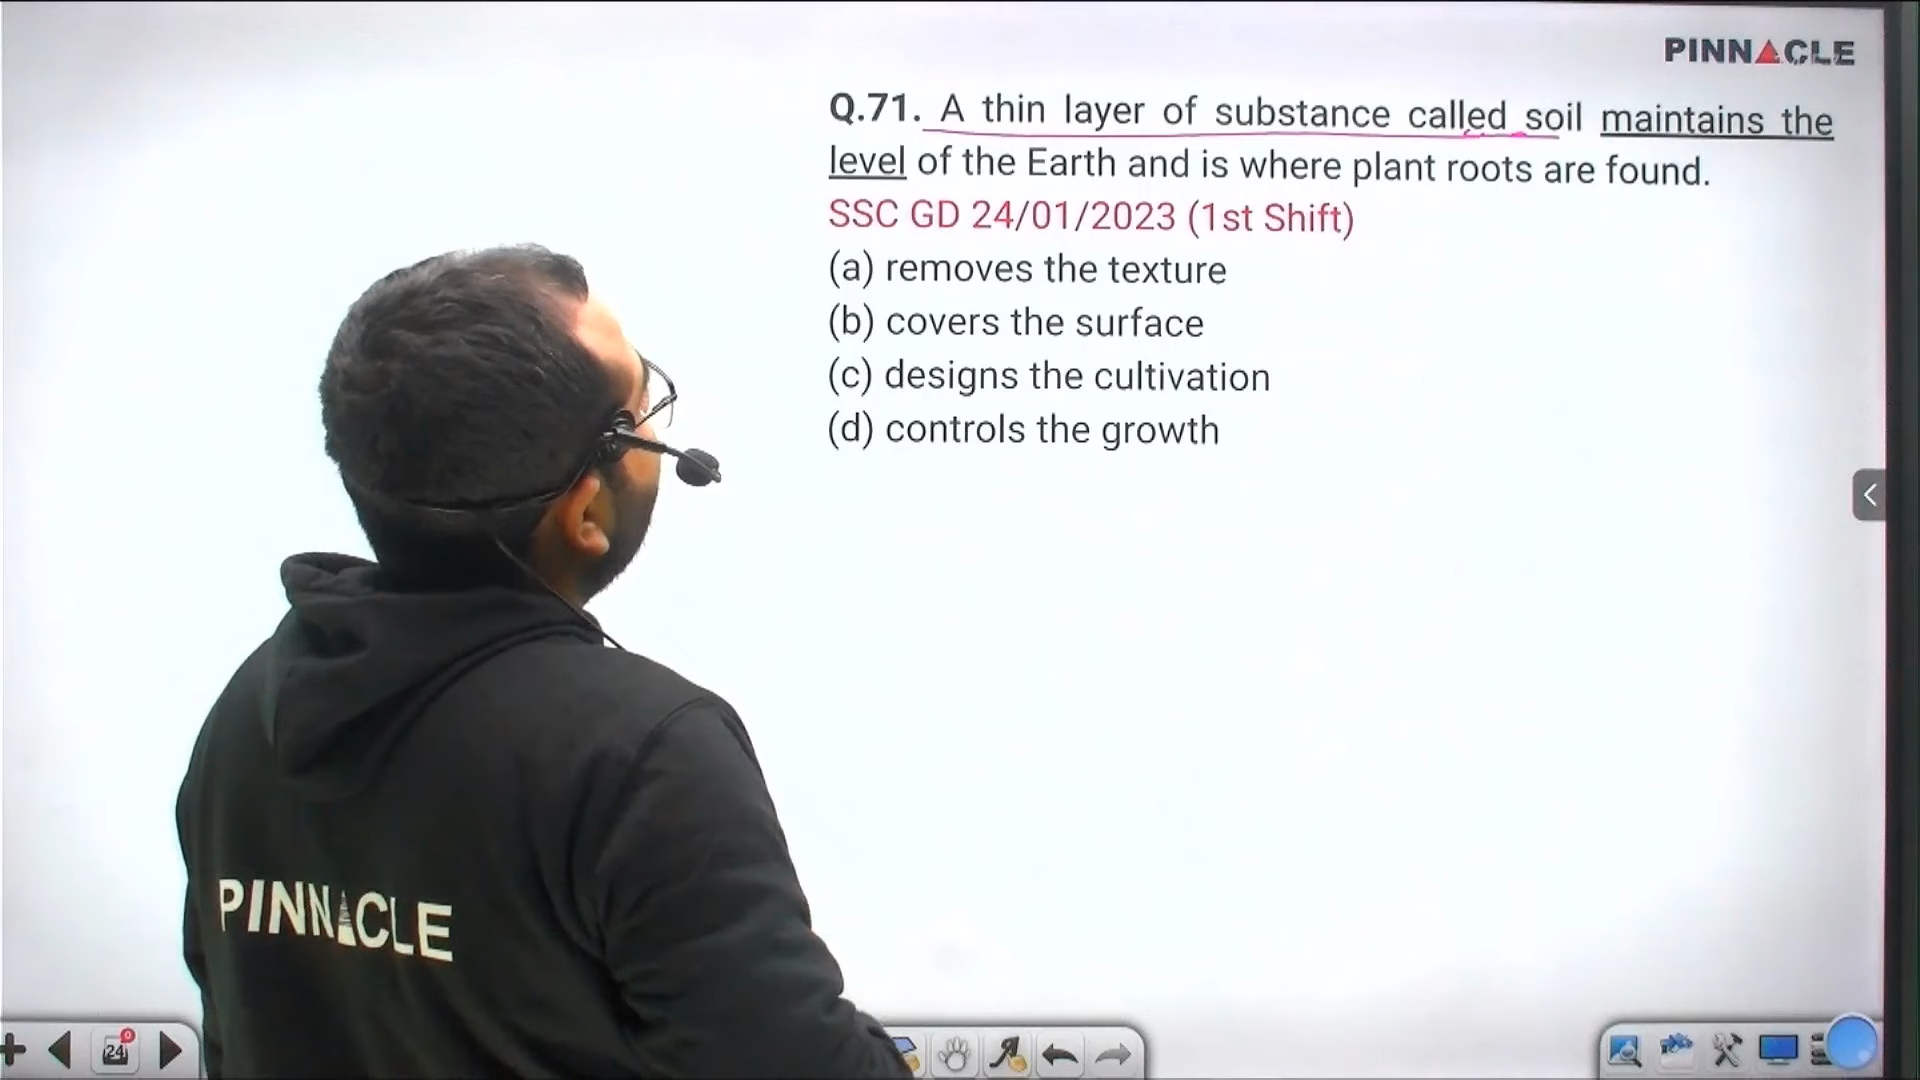 PINNACLE
Q.71. A thin layer of substance called soil maintains the
level of the Earth and is where plant roots are found.
SSC GD 24/01/2023 (1st Shift)
(a) removes the texture
(b) covers the surface
(c) designs the cultivation
(d) controls the growth
PINNACLE
24
0